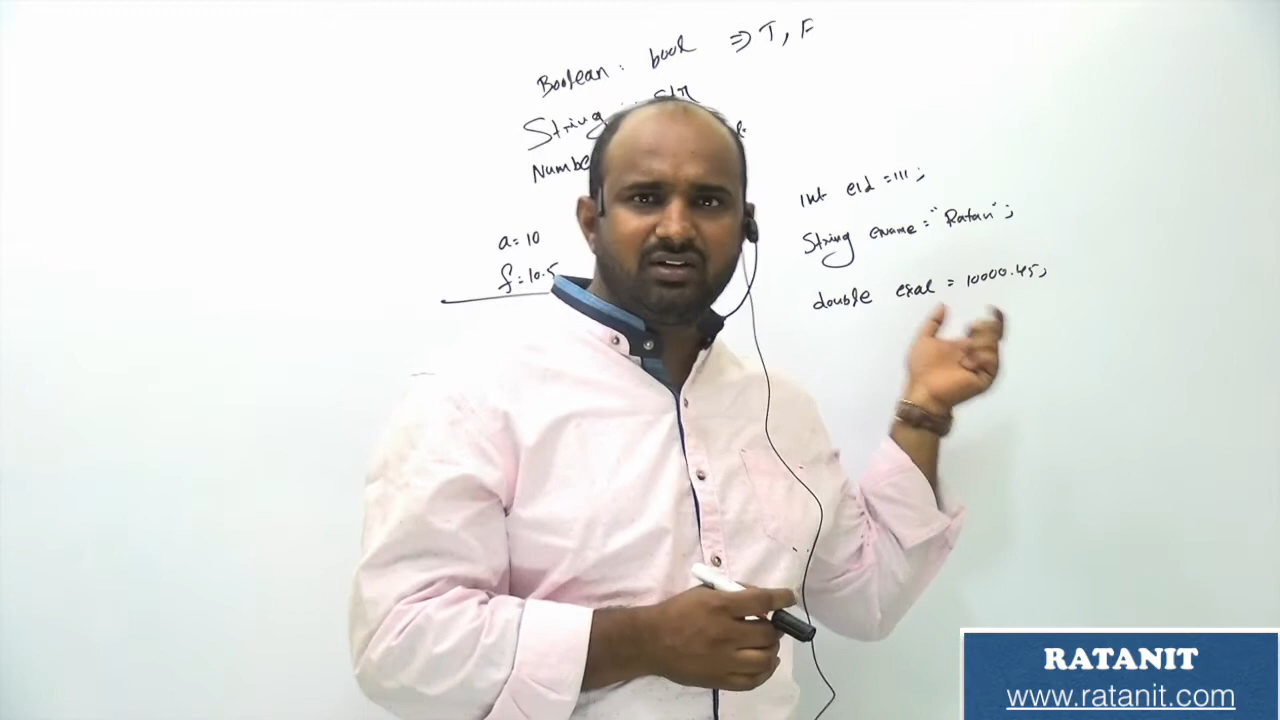 Boolean : bool => T, F
String : str
Numbe
a = 10
f = 10.5
int eid = 111 ;
String ename = "Ratan" ;
double esal = 10000.45;
RATANIT
www.ratanit.com